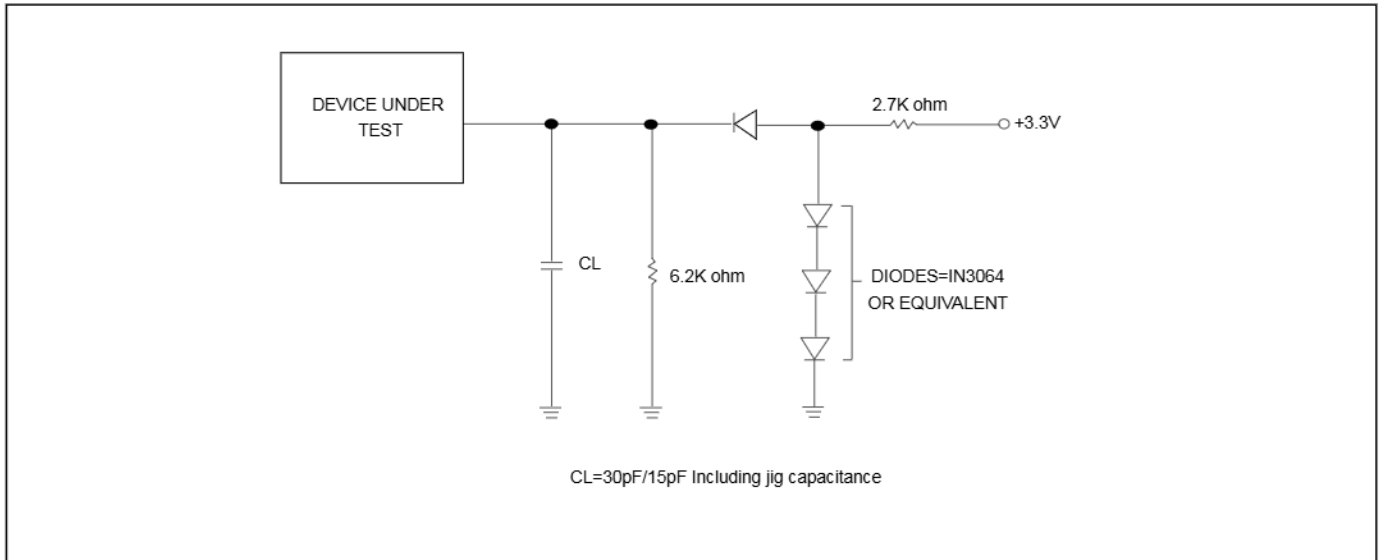 DEVICE UNDER
TEST
2.7K ohm
+3.3V
CL
6.2K ohm
DIODES=IN3064
OR EQUIVALENT
CL=30pF/15pF Including jig capacitance